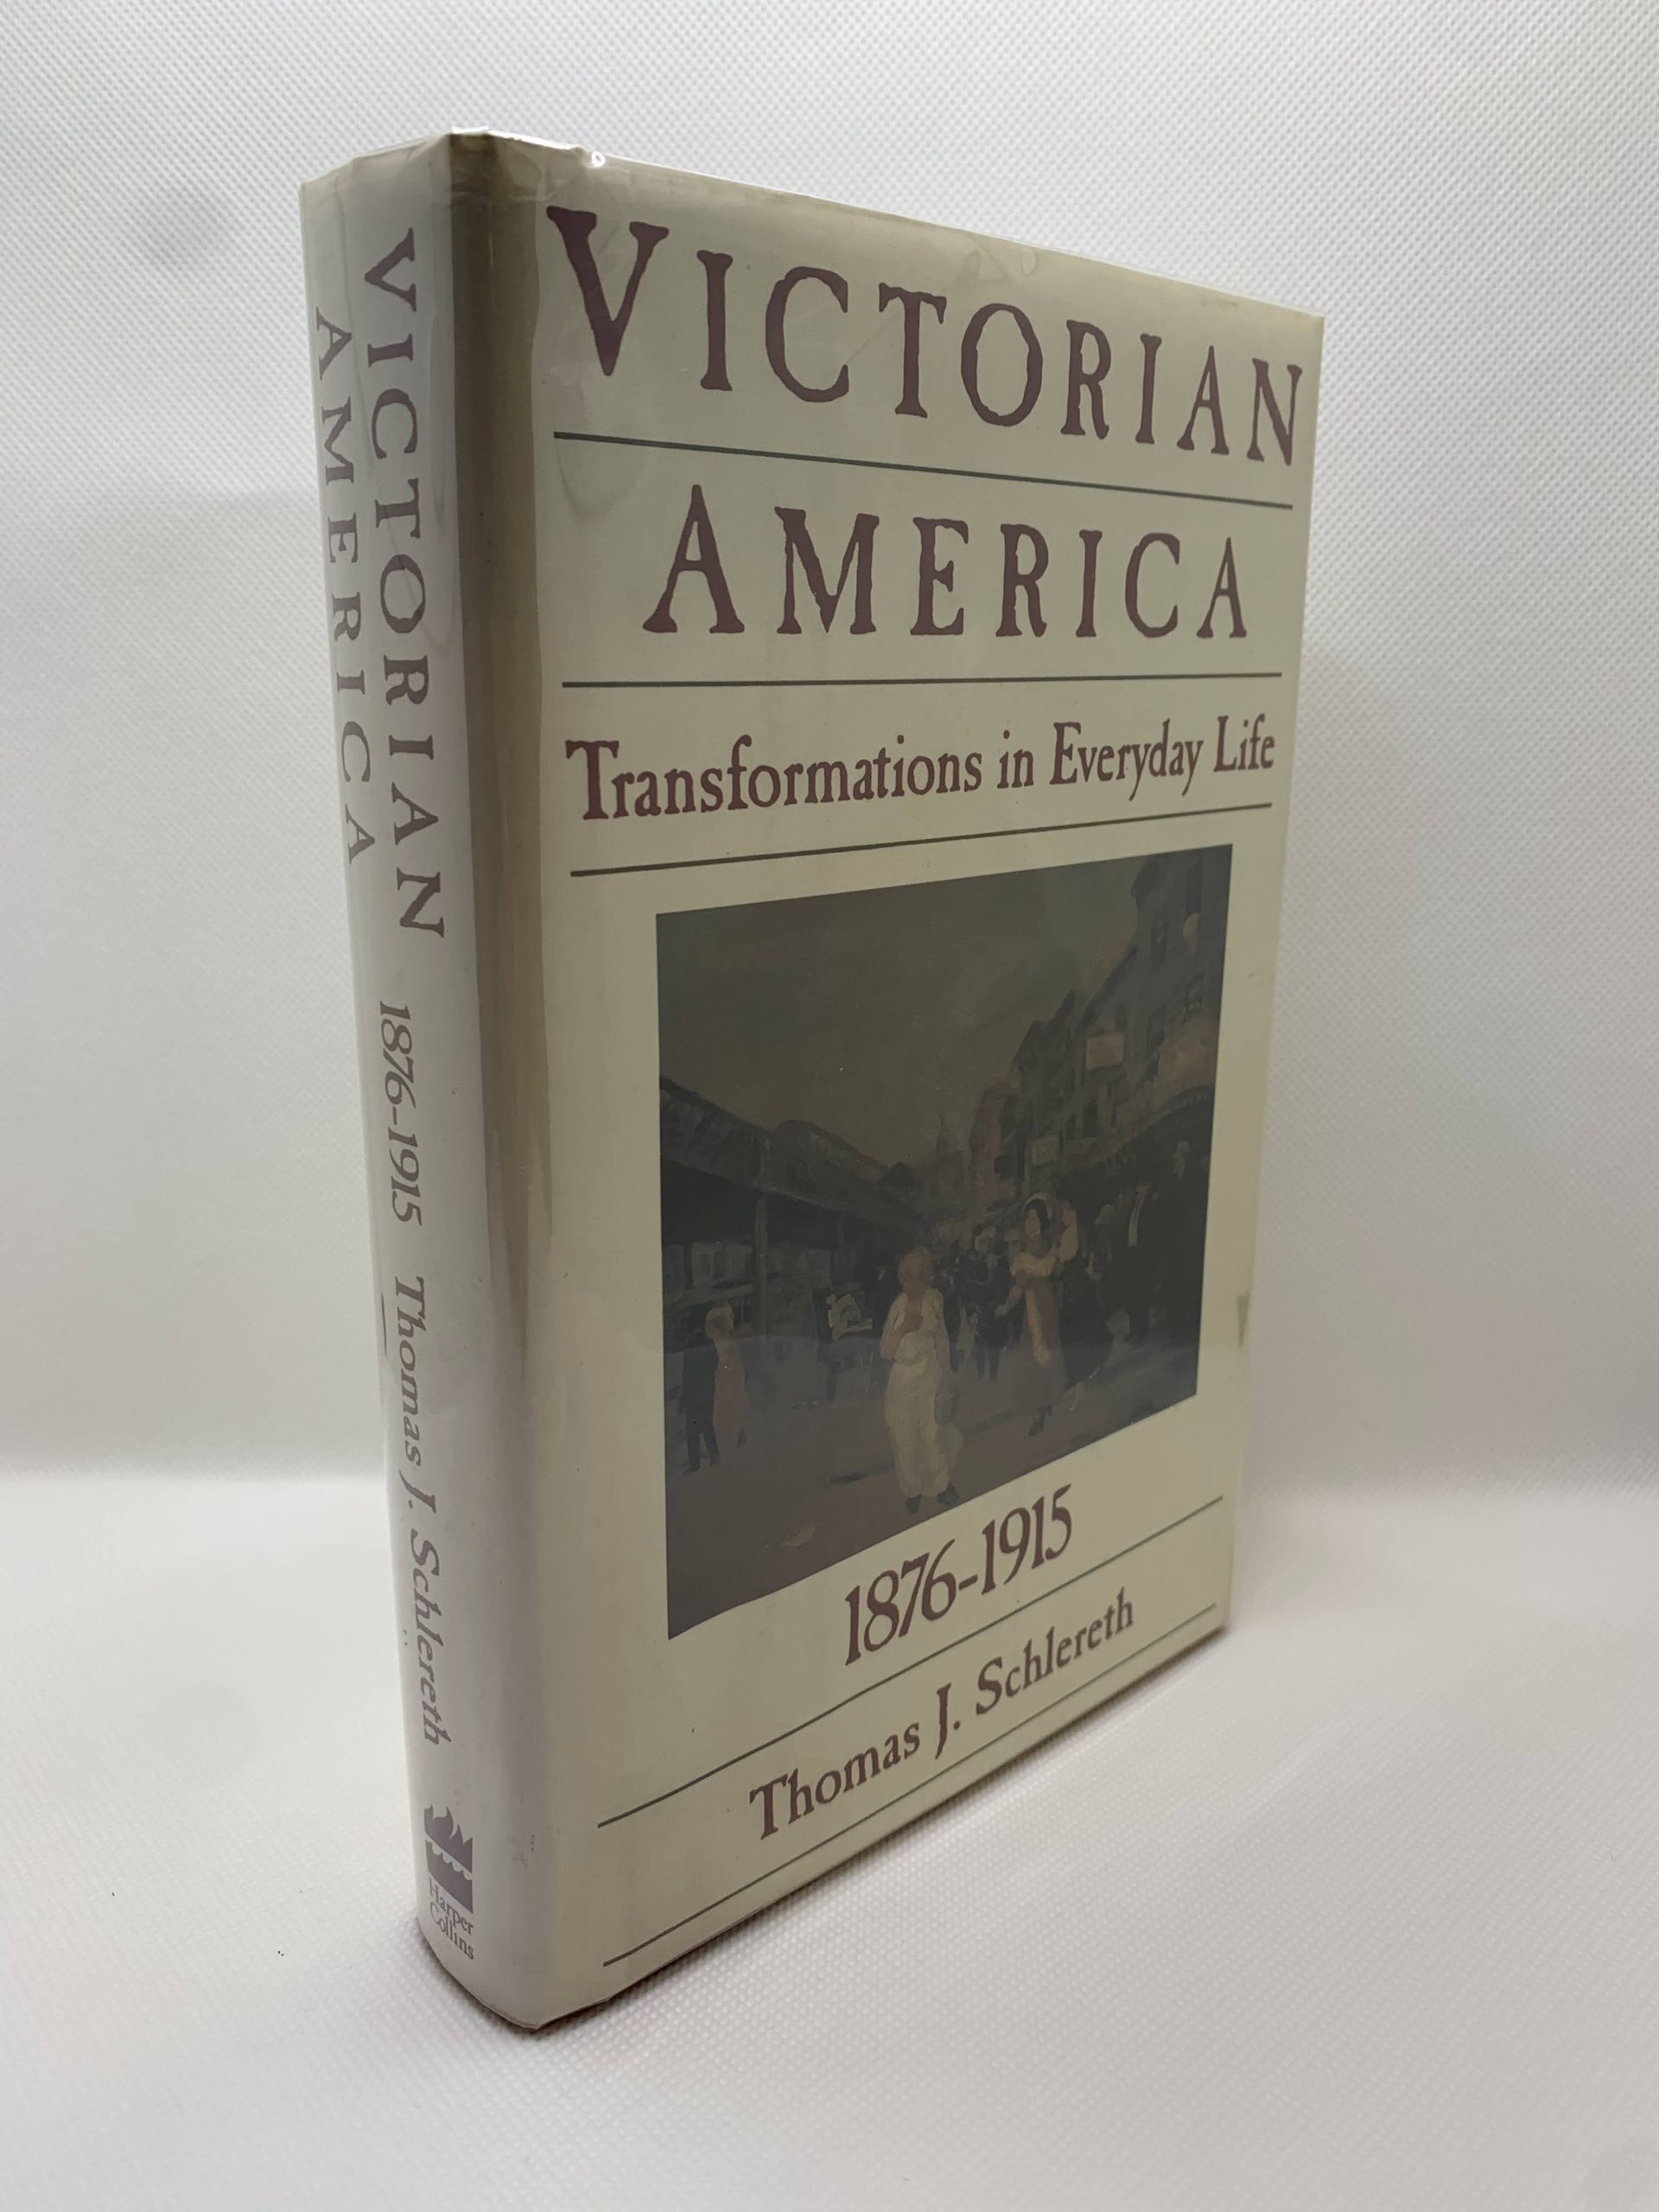 VICTORIAN
AMERICA
1876-1915
Thomas J. Schlereth
Harper
Collins
VICTORIAN
AMERICA
Transformations in Everyday Life
1876-1915
Thomas J. Schlereth